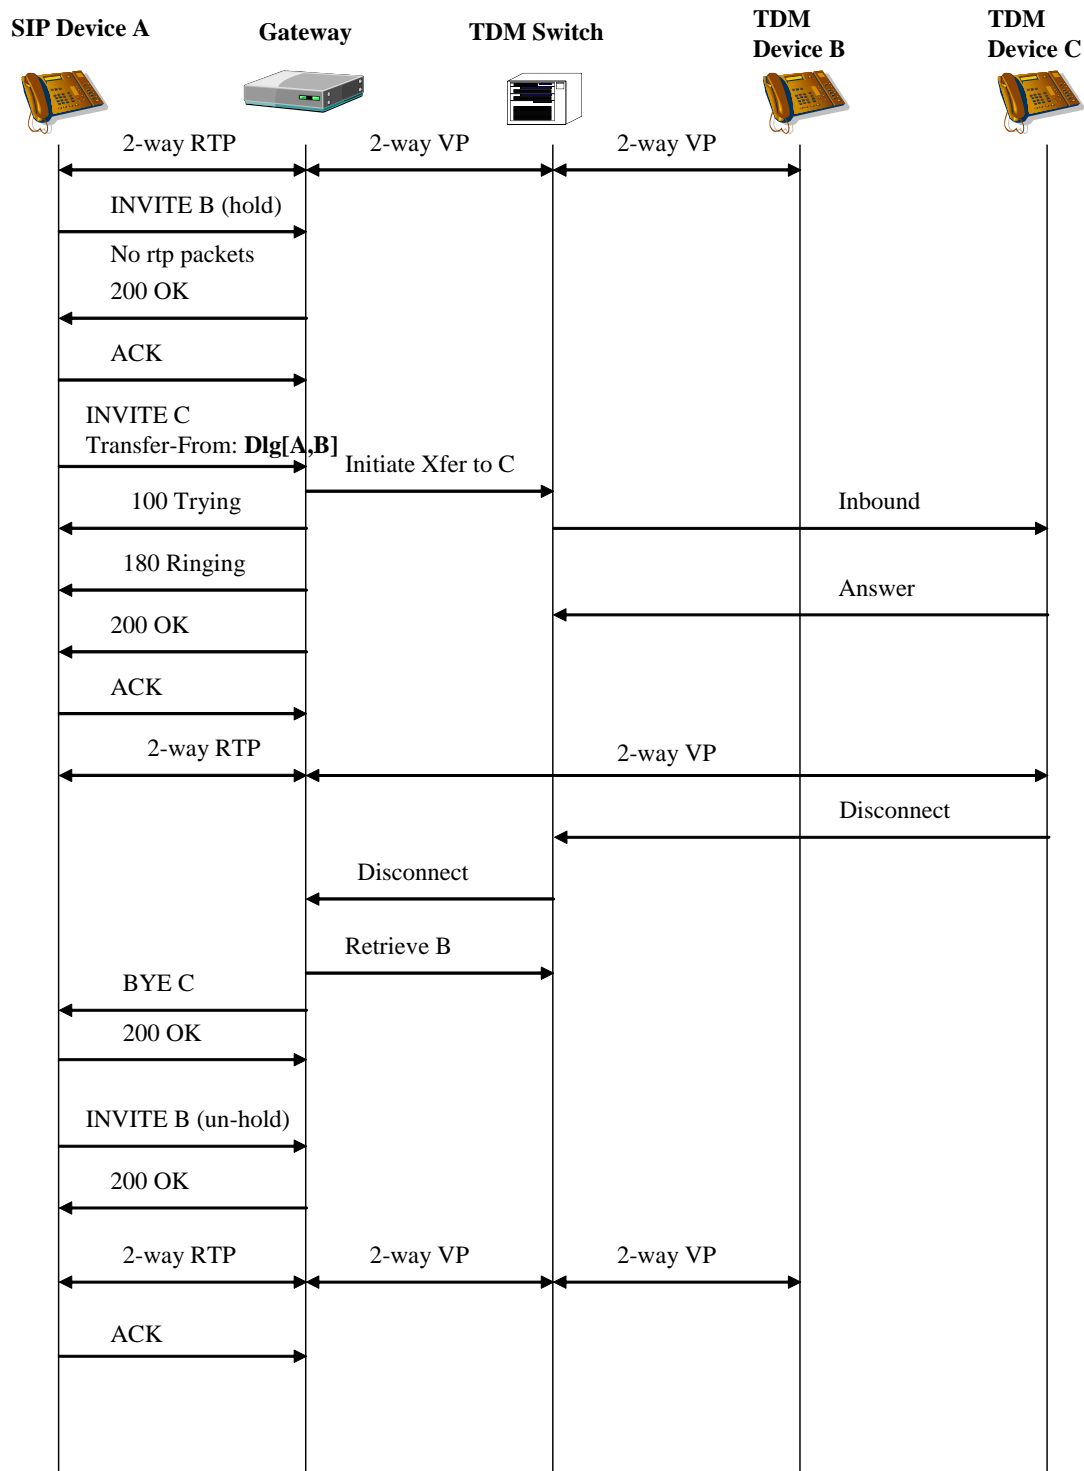 SIP Device A
Gateway
TDM Switch
TDM
Device B
TDM
Device C
2-way RTP
2-way VP
2-way VP
INVITE B (hold)
No rtp packets
200 OK
ACK
INVITE C
Transfer-From: Dlg[A,B]
Initiate Xfer to C
100 Trying
Inbound
180 Ringing
Answer
200 OK
ACK
2-way RTP
2-way VP
Disconnect
Disconnect
Retrieve B
BYE C
200 OK
INVITE B (un-hold)
200 OK
2-way RTP
2-way VP
2-way VP
ACK